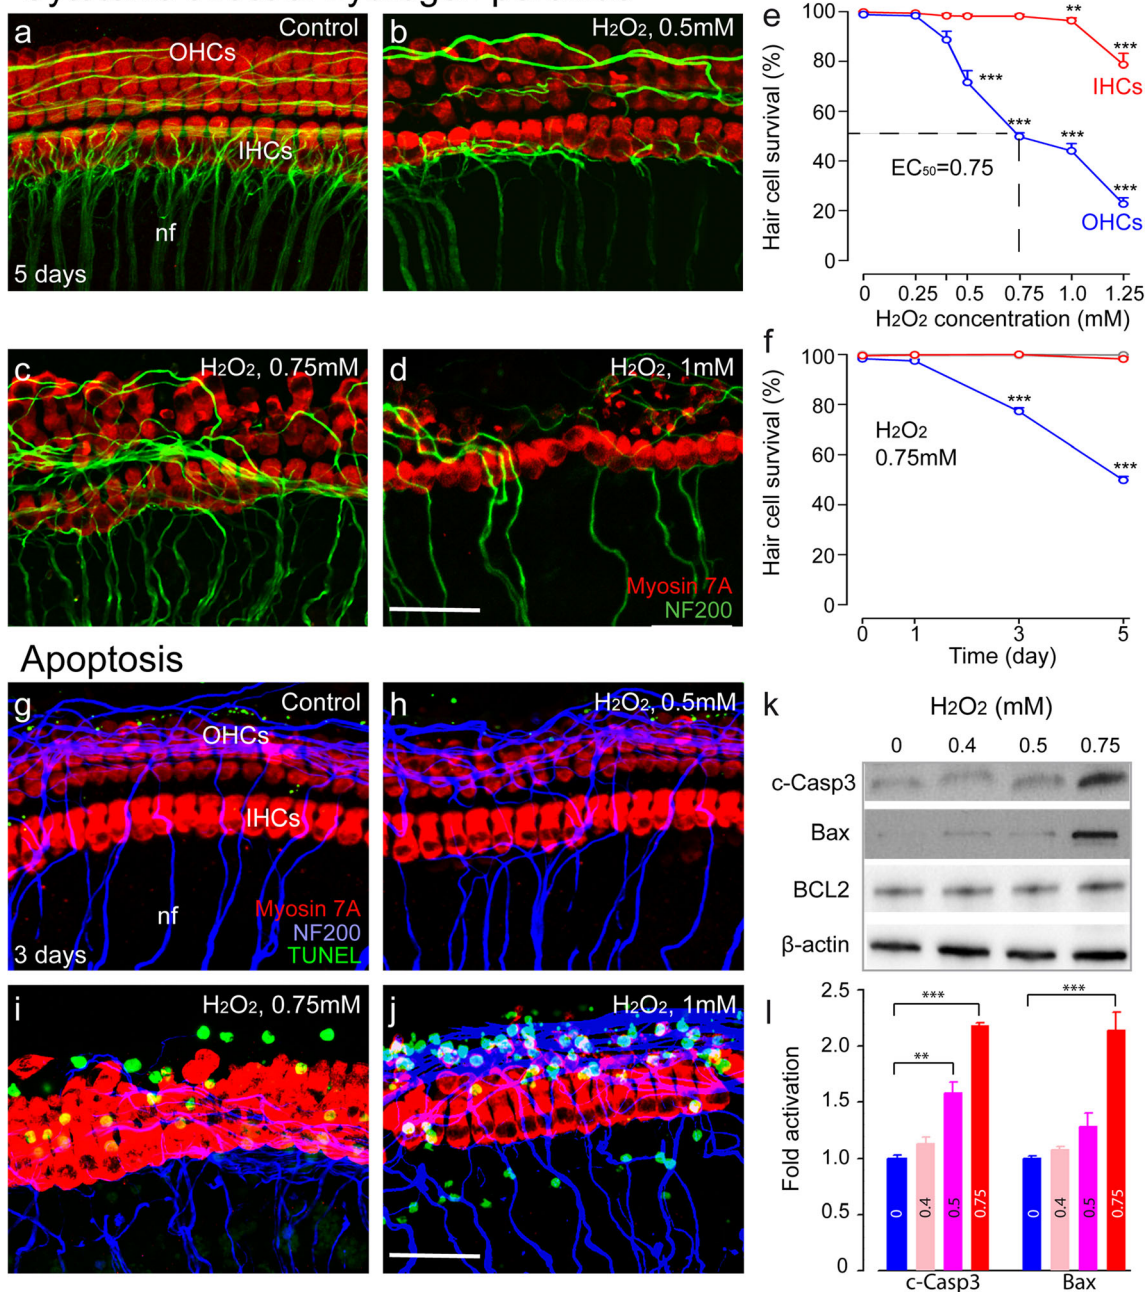 a
Control
OHCs
IHCs
nf
5 days
b
H2O2, 0.5mM
c
H2O2, 0.75mM
d
H2O2, 1mM
Myosin 7A
NF200
e
Hair cell survival (%)
100
80
60
40
20
0
**
***
IHCs
***
***
***
***
EC50=0.75
OHCs
0
0.25
0.5
0.75
1.0
1.25
H2O2 concentration (mM)
f
Hair cell survival (%)
100
80
60
40
20
0
***
***
H2O2
0.75mM
0
1
3
5
Time (day)
Apoptosis
g
Control
OHCs
IHCs
nf
Myosin 7A
NF200
TUNEL
3 days
h
H2O2, 0.5mM
i
H2O2, 0.75mM
j
H2O2, 1mM
k
H2O2 (mM)
0 0.4 0.5 0.75
c-Casp3
Bax
BCL2
β-actin
l
Fold activation
2.5
2.0
1.5
1.0
0.5
0
***
**
***
0 0.4 0.5 0.75
0 0.4 0.5 0.75
c-Casp3
Bax